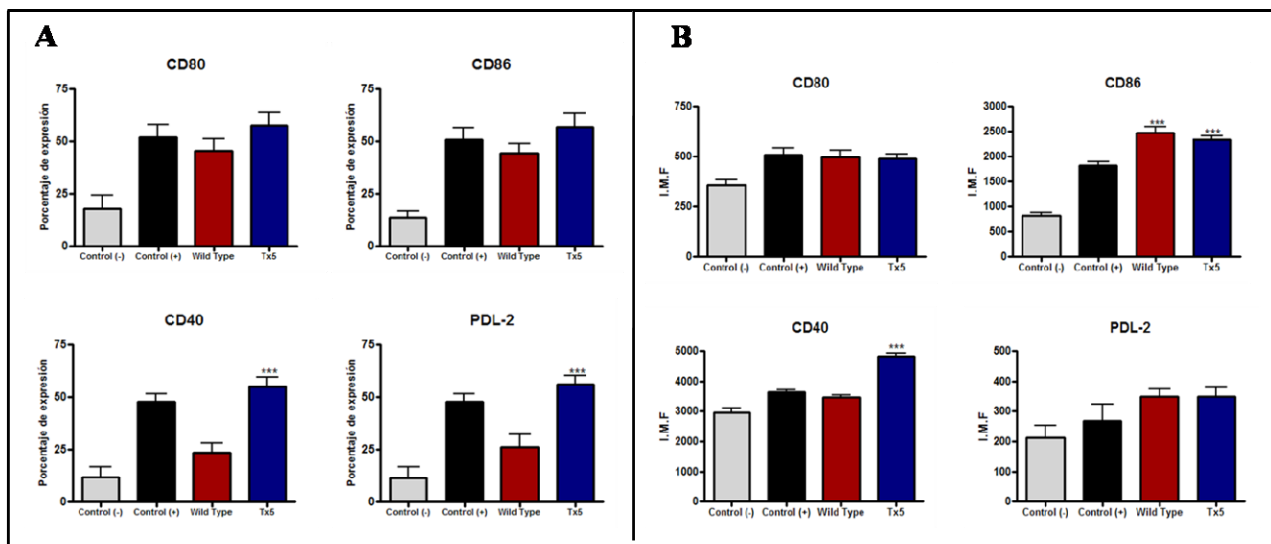 A
CD80
Porcentaje de expresión
75
50
25
0
Control (-) Control (+) Wild Type Tx5
CD86
Porcentaje de expresión
75
50
25
0
Control (-) Control (+) Wild Type Tx5
CD40
Porcentaje de expresión
75
50
25
0
***
Control (-) Control (+) Wild Type Tx5
PDL-2
Porcentaje de expresión
75
50
25
0
***
Control (-) Control (+) Wild Type Tx5
B
CD80
I.M.F
750
500
250
0
Control (-) Control (+) Wild Type Tx5
CD86
I.M.F
3000
2500
2000
1500
1000
500
0
*** ***
Control (-) Control (+) Wild Type Tx5
CD40
I.M.F
5000
4000
3000
2000
1000
0
***
Control (-) Control (+) Wild Type Tx5
PDL-2
I.M.F
500
400
300
200
100
0
Control (-) Control (+) Wild Type Tx5